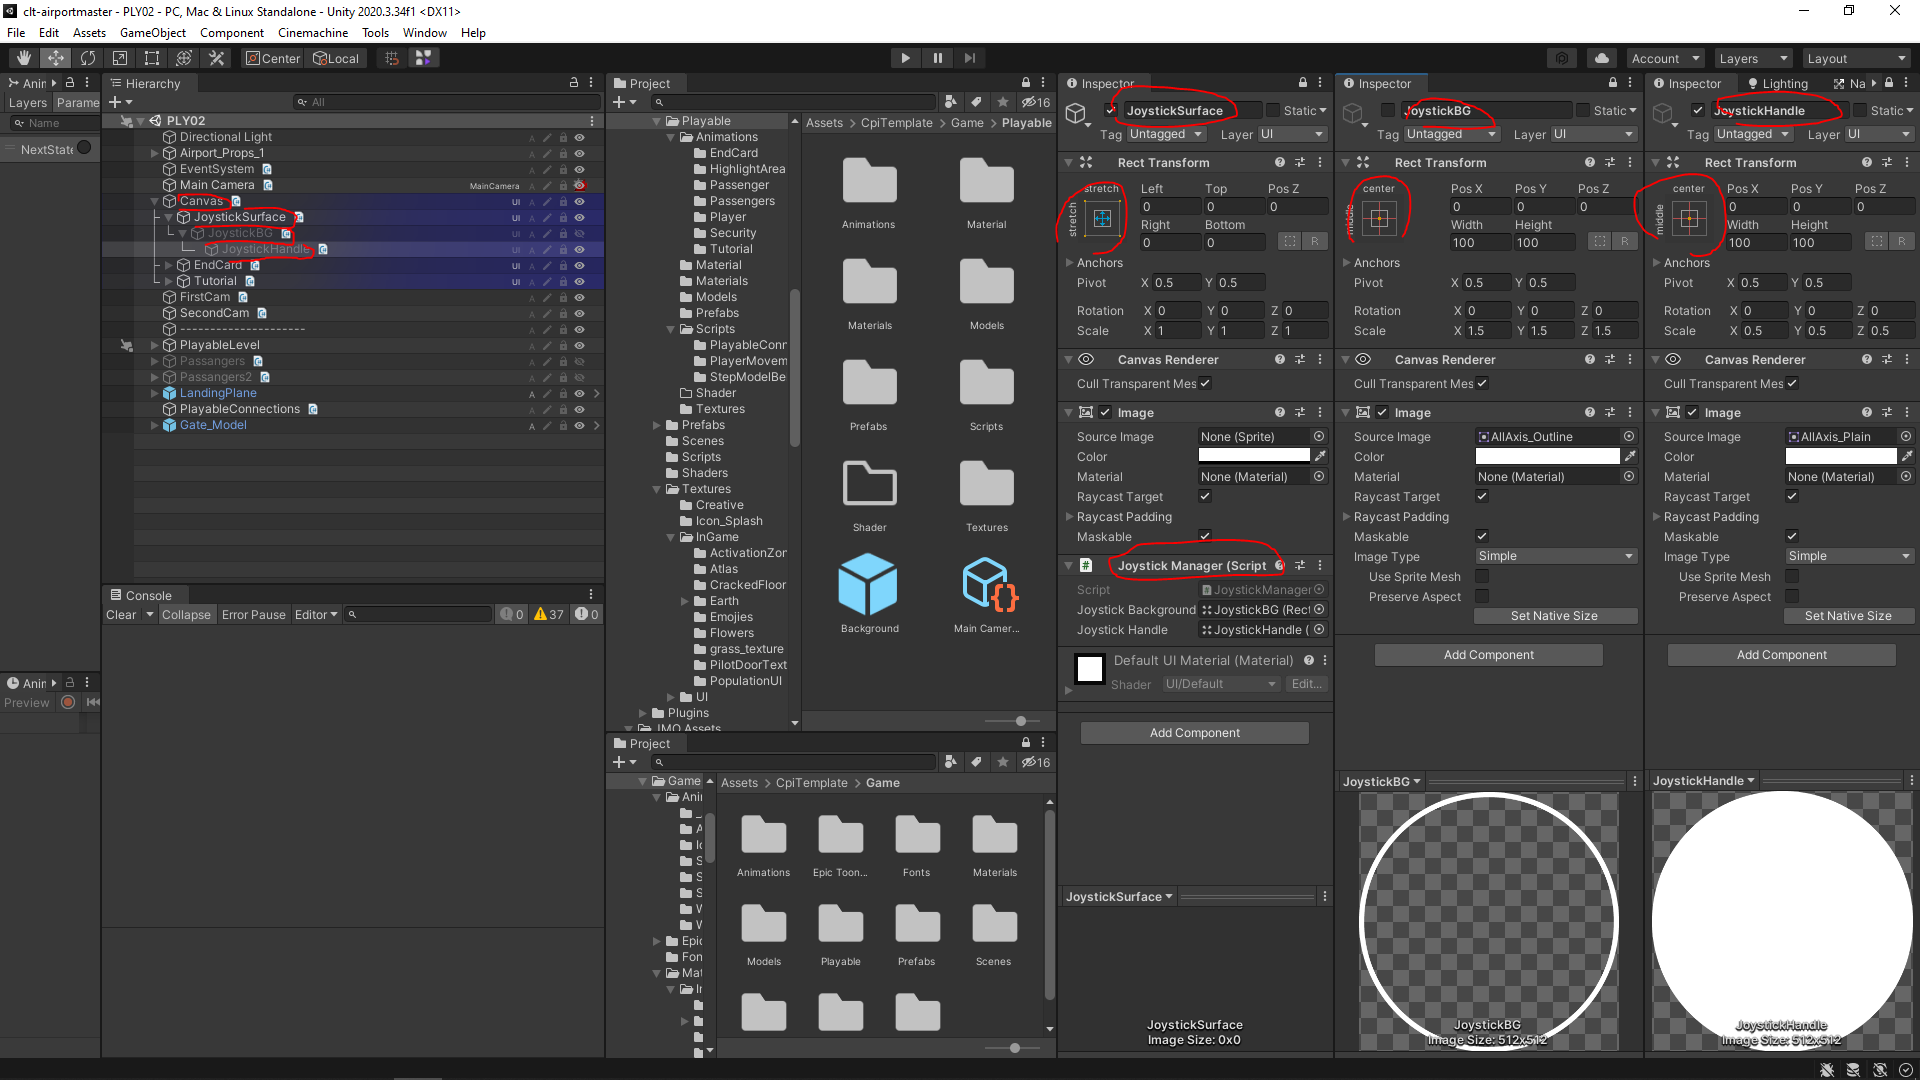 clt-airportmaster - PLY02 - PC, Mac & Linux Standalone - Unity 2020.3.34f1 <DX11>
File Edit Assets GameObject Component Cinemachine Tools Window Help
Center Local Account Layers Layout
Anin
Layers Parame
Name
NextState
Hierarchy
All
PLY02
Directional Light
Airport_Props_1
EventSystem
Main Camera MainCamera
Canvas UI
JoystickSurface UI
JoystickBG UI
JoystickHandle UI
EndCard UI
Tutorial UI
FirstCam
SecondCam
---------------------
PlayableLevel
Passangers
Passangers2
LandingPlane
PlayableConnections
Gate_Model
Console
Clear Collapse Error Pause Editor 0 37 0
Anin
Preview
Project
16
Playable
Animations
EndCard
HighlightArea
Passenger
Passengers
Player
Security
Tutorial
Material
Materials
Models
Prefabs
Scripts
PlayableConr
PlayerMovem
StepModelBe
Shader
Textures
Prefabs
Scenes
Scripts
Shaders
Textures
Creative
Icon_Splash
InGame
ActivationZor
Atlas
CrackedFloor
Earth
Emojies
Flowers
grass_texture
PilotDoorText
PopulationUI
UI
Plugins
JMO Assets
Assets > CpiTemplate > Game > Playable
Animations Material
Materials Models
Prefabs Scripts
Shader Textures
Background Main Camer...
Project
16
Game
Anin
Epic
Fon
Mat
Assets > CpiTemplate > Game
Animations Epic Toon... Fonts Materials
Models Playable Prefabs Scenes
Inspector
JoystickSurface Static
Tag Untagged Layer UI
Rect Transform
stretch Left Top Pos Z
stretch 0 0 0
Right Bottom
0 0 R
Anchors
Pivot X 0.5 Y 0.5
Rotation X 0 Y 0 Z 0
Scale X 1 Y 1 Z 1
Canvas Renderer
Cull Transparent Mes
Image
Source Image None (Sprite)
Color
Material None (Material)
Raycast Target
Raycast Padding
Maskable
Joystick Manager (Script
Script JoystickManager
Joystick Background JoystickBG (Rect
Joystick Handle JoystickHandle (
Default UI Material (Material)
Shader UI/Default Edit...
Add Component
JoystickSurface
JoystickSurface
Image Size: 0x0
Inspector
JoystickBG Static
Tag Untagged Layer UI
Rect Transform
center Pos X Pos Y Pos Z
middle 0 0 0
Width Height
100 100 R
Anchors
Pivot X 0.5 Y 0.5
Rotation X 0 Y 0 Z 0
Scale X 1.5 Y 1.5 Z 1.5
Canvas Renderer
Cull Transparent Mes
Image
Source Image AllAxis_Outline
Color
Material None (Material)
Raycast Target
Raycast Padding
Maskable
Image Type Simple
Use Sprite Mesh
Preserve Aspect
Set Native Size
Add Component
JoystickBG
JoystickBG
Image Size: 512x512
Inspector Lighting Na
JoystickHandle Static
Tag Untagged Layer UI
Rect Transform
center Pos X Pos Y Pos Z
middle 0 0 0
Width Height
100 100 R
Anchors
Pivot X 0.5 Y 0.5
Rotation X 0 Y 0 Z 0
Scale X 0.5 Y 0.5 Z 0.5
Canvas Renderer
Cull Transparent Mes
Image
Source Image AllAxis_Plain
Color
Material None (Material)
Raycast Target
Raycast Padding
Maskable
Image Type Simple
Use Sprite Mesh
Preserve Aspect
Set Native Size
Add Component
JoystickHandle
JoystickHandle
Image Size: 512x512